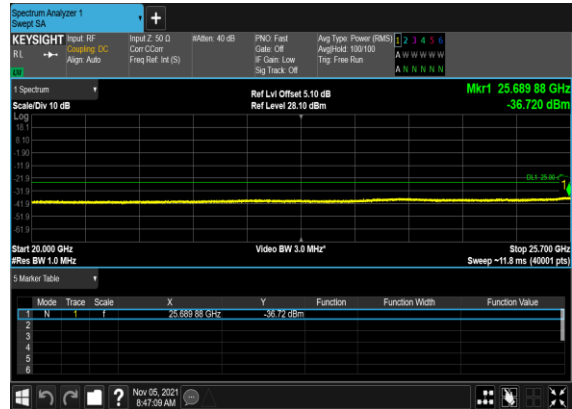 Spectrum Analyzer 1
Swept SA
KEYSIGHT Input: RF Input Z: 50 Ω #Atten: 40 dB PNO: Fast Avg Type: Power (RMS) 1 2 3 4 5 6
RL Coupling: DC Corr CCorr Gate: Off Avg|Hold: 100/100 A W W W W W
Align: Auto Freq Ref: Int (S) IF Gain: Low Trig: Free Run
Sig Track: Off A N N N N N
1 Spectrum Ref Lvl Offset 5.10 dB Mkr1 25.689 88 GHz
Scale/Div 10 dB Ref Level 28.10 dBm -36.720 dBm
Log
18.1
8.10
-1.90
-11.9
-21.9
DL1 -25.00
-31.9
1
-41.9
-51.9
-61.9
Start 20.000 GHz Video BW 3.0 MHz* Stop 25.700 GHz
#Res BW 1.0 MHz Sweep ~11.8 ms (40001 pts)
5 Marker Table
Mode Trace Scale X Y Function Function Width Function Value
1 N 1 f 25.689 88 GHz -36.72 dBm
2
3
4
5
6
? Nov 05, 2021
8:47:09 AM